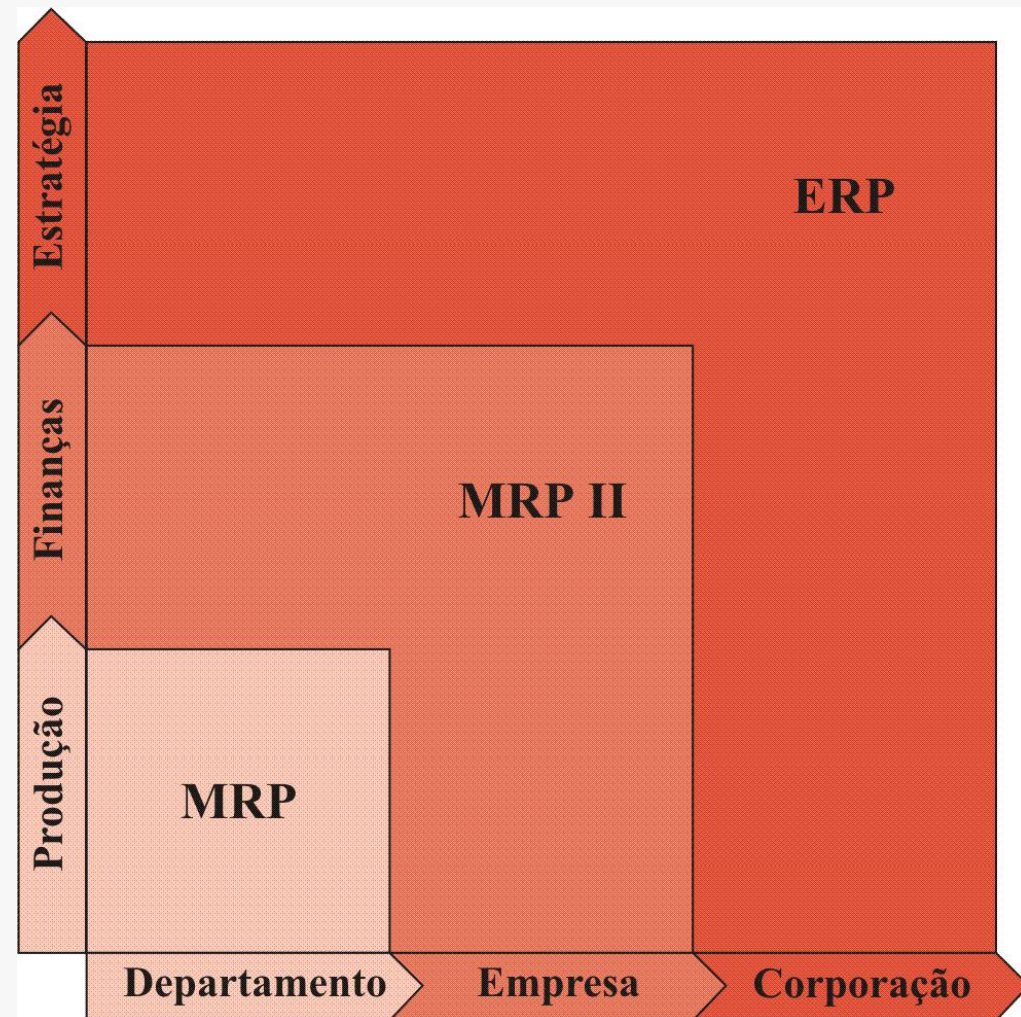 Estratégia
ERP
Finanças
MRP II
Produção
MRP
Departamento
Empresa
Corporação